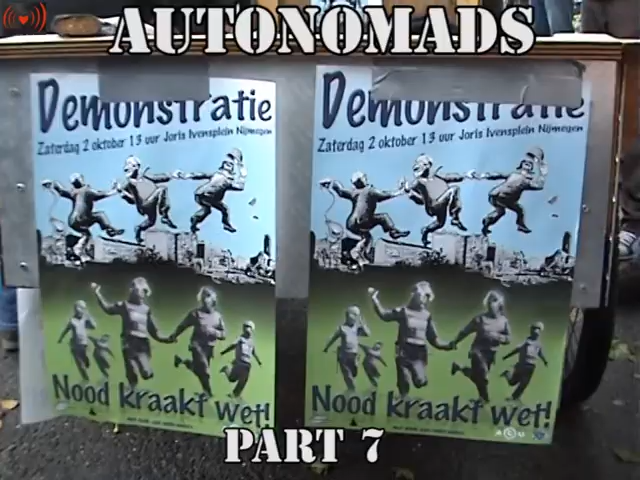 AUTONOMADS
Demonstratie
Zaterdag 2 oktober 13 uur Joris Ivensplein Nijmegen
Nood kraakt wet!
Demonstratie
Zaterdag 2 oktober 13 uur Joris Ivensplein Nijmegen
Nood kraakt wet!
PART 7